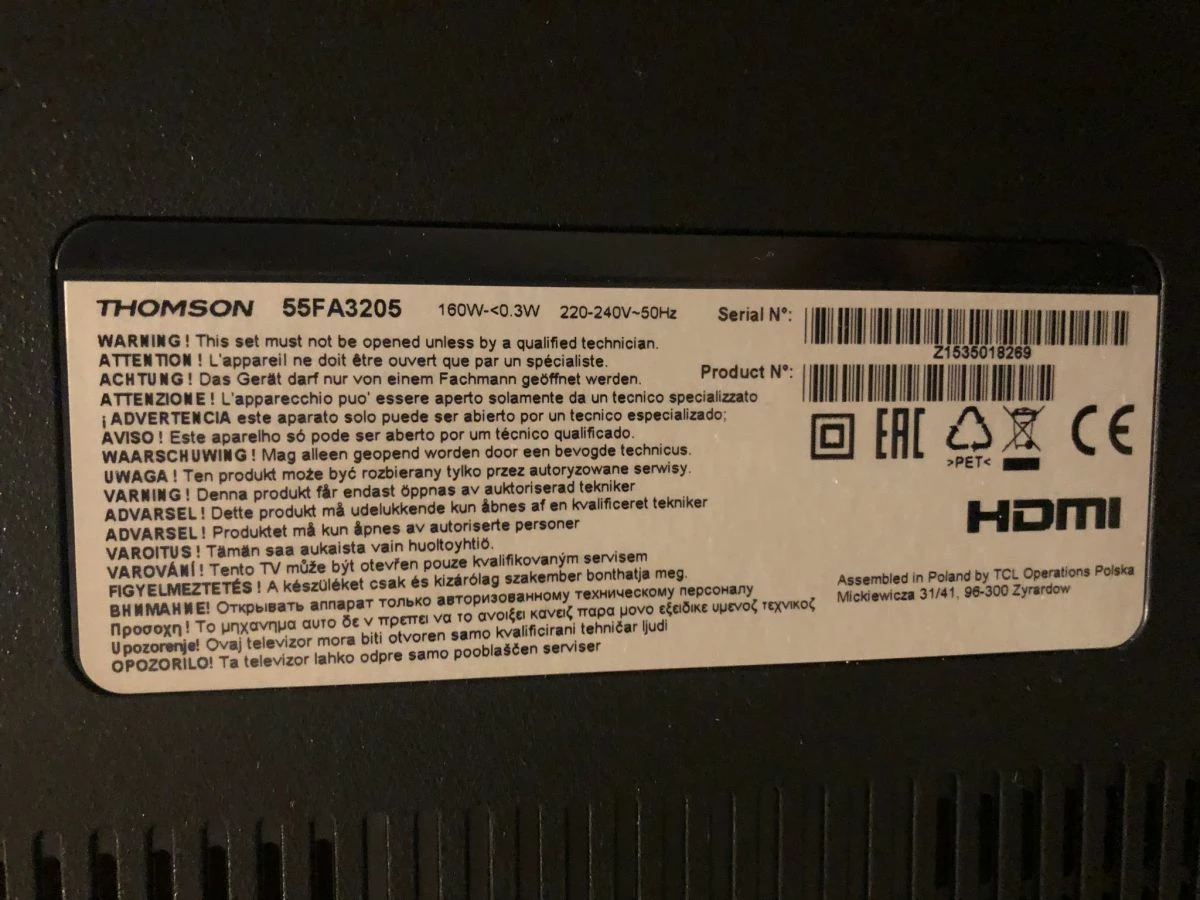 THOMSON 55FA3205 160W-<0.3W 220-240V~50Hz
Serial N°:
Z1535018269
Product N°:
WARNING ! This set must not be opened unless by a qualified technician.
ATTENTION ! L'appareil ne doit être ouvert que par un spécialiste.
ACHTUNG ! Das Gerät darf nur von einem Fachmann geöffnet werden.
ATTENZIONE ! L'apparecchio puo' essere aperto solamente da un tecnico specializzato
¡ ADVERTENCIA este aparato solo puede ser abierto por un tecnico especializado;
AVISO ! Este aparelho só pode ser aberto por um técnico qualificado.
WAARSCHUWING ! Mag alleen geopend worden door een bevogde technicus.
UWAGA ! Ten produkt może być rozbierany tylko przez autoryzowane serwisy.
VARNING ! Denna produkt får endast öppnas av auktoriserad tekniker
ADVARSEL ! Dette produkt må udelukkende kun åbnes af en kvalificeret tekniker
ADVARSEL ! Produktet må kun åpnes av autoriserte personer
VAROITUS ! Tämän saa aukaista vain huoltoyhtiö.
VAROVÁNÍ ! Tento TV může být otevřen pouze kvalifikovaným servisem
FIGYELMEZTETÉS ! A készüléket csak és kizárólag szakember bonthatja meg.
ВНИМАНИЕ! Открывать аппарат только авторизованному техническому персоналу
Προσοχη ! Το μηχανημα αυτο δε ν πρεπει να το ανοιξει κανεις παρα μονο εξειδικε υμενος τεχνικος
Upozorenje! Ovaj televizor mora biti otvoren samo kvalificirani tehničar ljudi
OPOZORILO! Ta televizor lahko odpre samo pooblaščen serviser
EAC
>PET<
CE
HDMI
Assembled in Poland by TCL Operations Polska
Mickiewicza 31/41, 96-300 Zyrardow